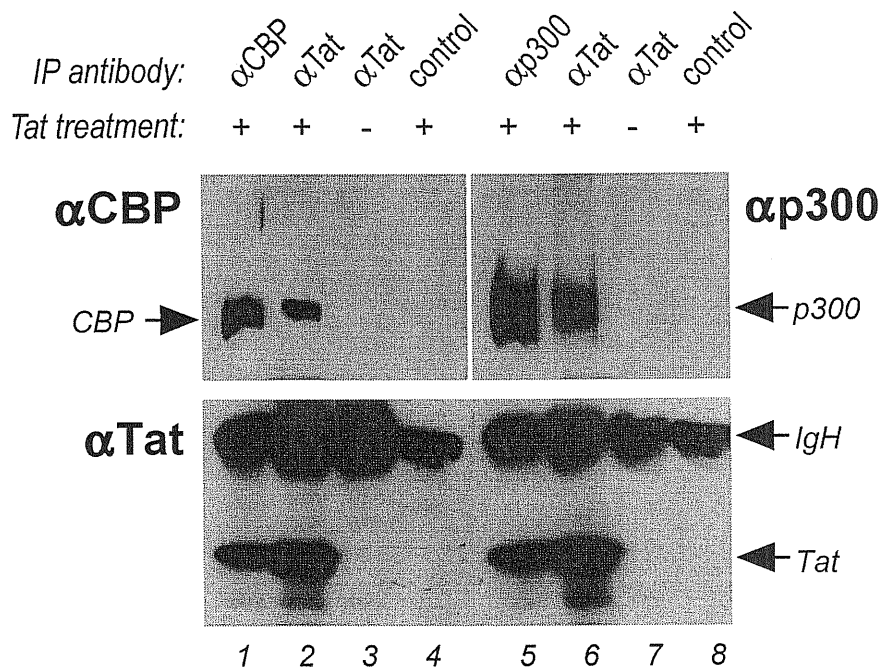 IP antibody: αCBP αTat αTat control αp300 αTat αTat control
Tat treatment: + + - + + + - +
αCBP αp300
CBP p300
αTat IgH
Tat
1 2 3 4 5 6 7 8